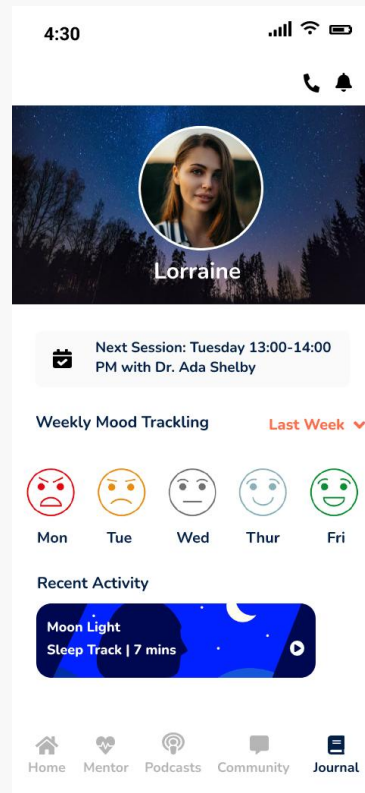 4:30
Lorraine
Next Session: Tuesday 13:00-14:00
PM with Dr. Ada Shelby
Weekly Mood Trackling
Last Week
Mon Tue Wed Thur Fri
Recent Activity
Moon Light
Sleep Track | 7 mins
Home Mentor Podcasts Community Journal